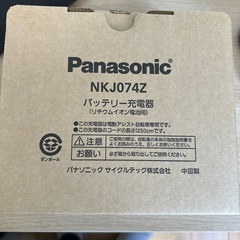 Panasonic
NKJ074Z
バッテリー充電器
(リチウムイオン電池用)
●この充電器は電動アシスト自転車専用です。
●この充電器のコードの長さは50cmです。
注意
お願い
ダンボール
パナソニック サイクルテック株式会社
中国製